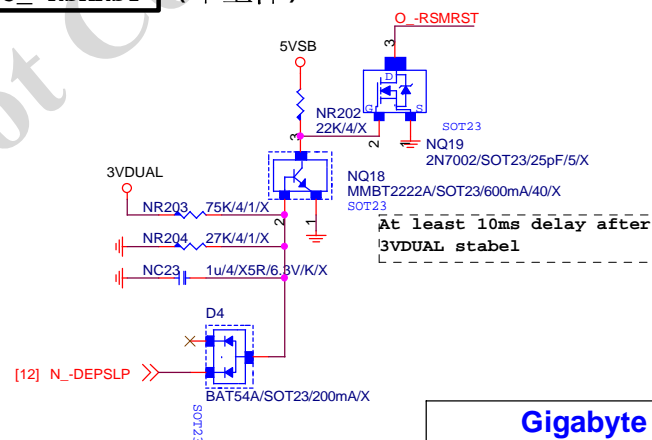 O_-RSMRST
5VSB
3
D
G
S
NR202
22K/4/X
SOT23
2
1
NQ19
2N7002/SOT23/25pF/5/X
3
3VDUAL
NQ18
MMBT2222A/SOT23/600mA/40/X
SOT23
NR203
75K/4/1/X
2
1
At least 10ms delay after
3VDUAL stabel
NR204
27K/4/1/X
NC23
1u/4/X5R/6.3V/K/X
D4
[12] N_-DEPSLP
BAT54A/SOT23/200mA/X
SOT23
Gigabyte